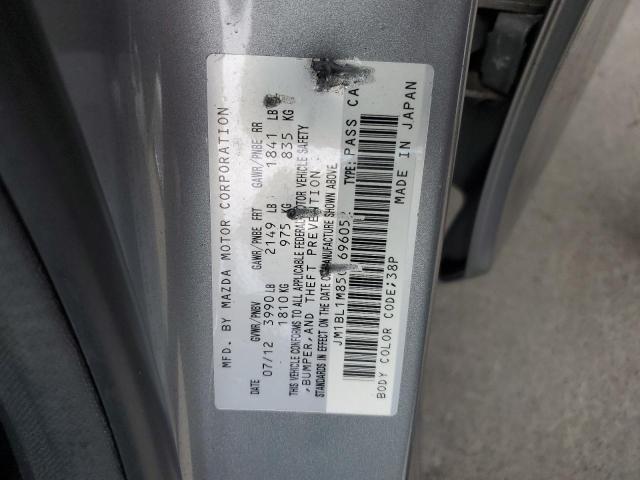 MFD. BY MAZDA MOTOR CORPORATION
DATE GVWR/PNBV GAWR/PNBE FRT GAWR/PNBE RR
07/12 3990 LB 2149 LB 1841 LB
1810 KG 975 KG 835 KG
THIS VEHICLE CONFORMS TO ALL APPLICABLE FEDERAL MOTOR VEHICLE SAFETY
,BUMPER,AND THEFT PREVENTION
STANDARDS IN EFFECT ON THE DATE OF MANUFACTURE SHOWN ABOVE.
JM1BL1M85 69605 TYPE: PASS CA
BODY COLOR CODE;38P MADE IN JAPAN